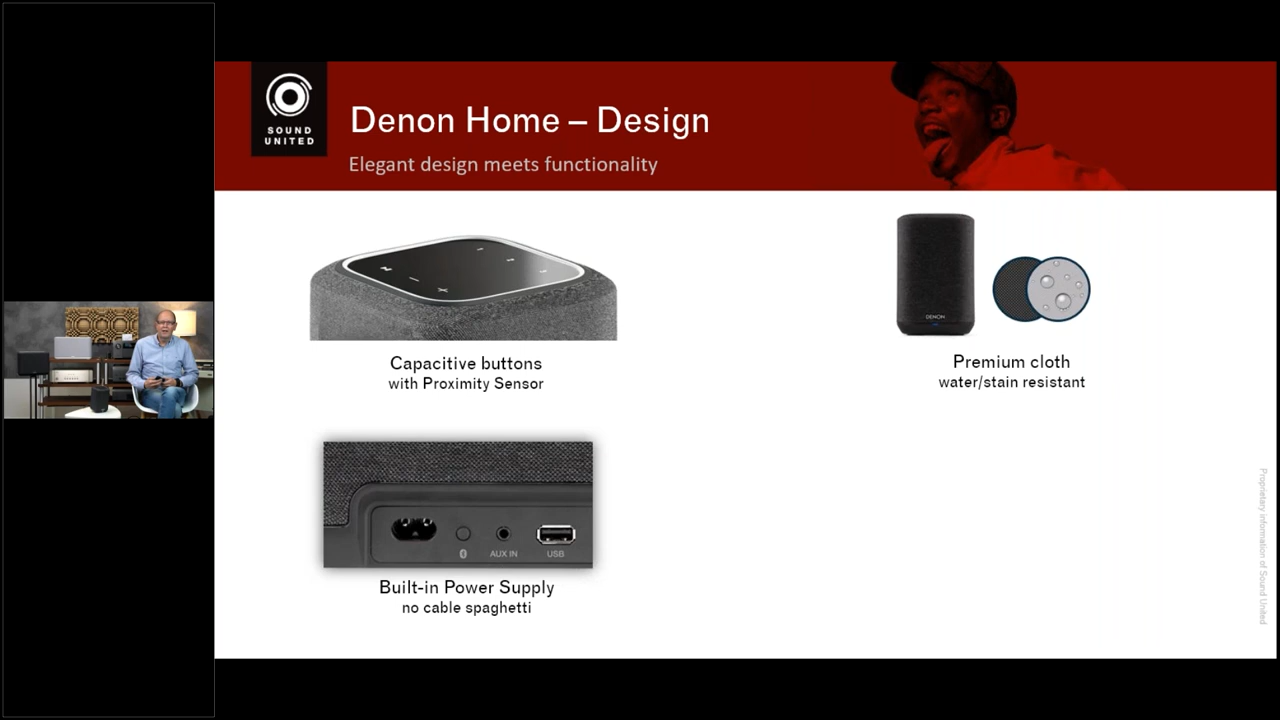 SOUND
UNITED
Denon Home – Design
Elegant design meets functionality
DENON
Capacitive buttons
with Proximity Sensor
Premium cloth
water/stain resistant
AUX IN
USB
Built-in Power Supply
no cable spaghetti
Proprietary information of Sound United